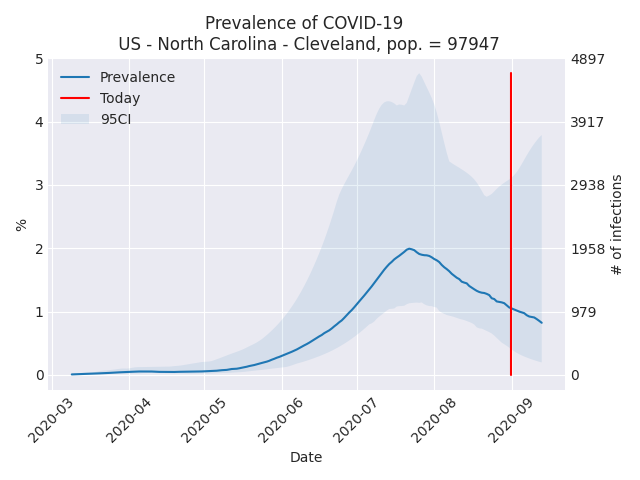 Prevalence of COVID-19
US - North Carolina - Cleveland, pop. = 97947
Prevalence
Today
95CI
5
4
3
2
1
0
%
4897
3917
2938
1958
979
0
# of infections
2020-03
2020-04
2020-05
2020-06
2020-07
2020-08
2020-09
Date